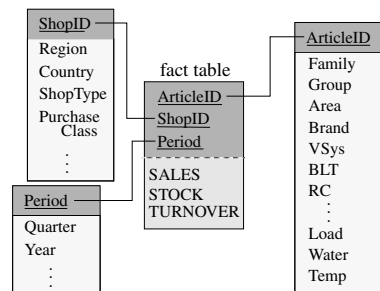 ShopID
Region
Country
ShopType
Purchase
Class
Period
Quarter
Year
fact table
ArticleID
ShopID
Period
SALES
STOCK
TURNOVER
ArticleID
Family
Group
Area
Brand
VSys
BLT
RC
Load
Water
Temp